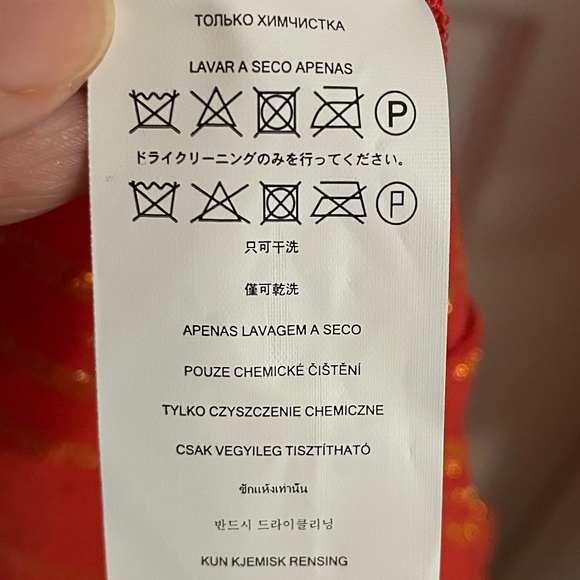 ТОЛЬКО ХИМЧИСТКА
LAVAR A SECO APENAS
P
ドライクリーニングのみを行ってください。
P
只可干洗
僅可乾洗
APENAS LAVAGEM A SECO
POUZE CHEMICKÉ ČIŠTĚNÍ
TYLKO CZYSZCZENIE CHEMICZNE
CSAK VEGYILEG TISZTÍTHATÓ
ซักแห้งเท่านั้น
반드시 드라이클리닝
KUN KJEMISK RENSING